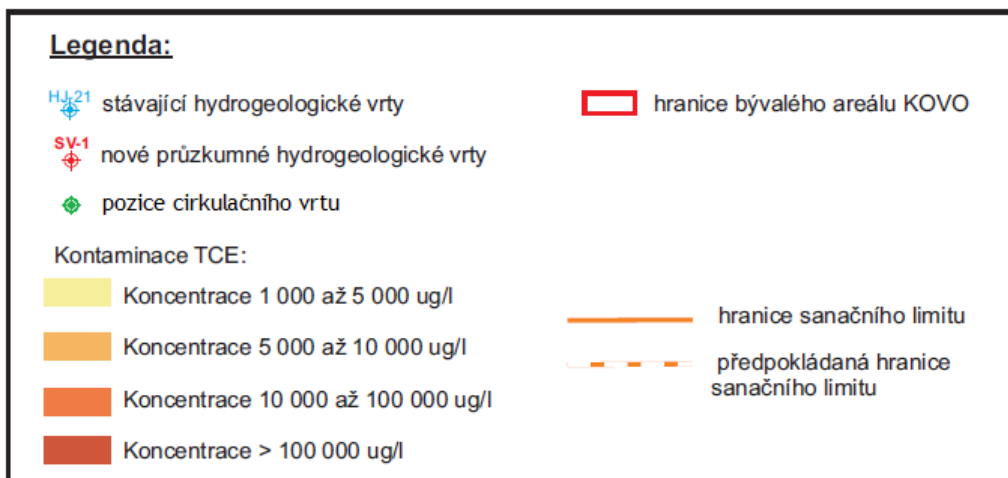 Legenda:
HJ-21 stávající hydrogeologické vrty
SV-1 nové průzkumné hydrogeologické vrty
pozice cirkulačního vrtu
Kontaminace TCE:
Koncentrace 1 000 až 5 000 ug/l
Koncentrace 5 000 až 10 000 ug/l
Koncentrace 10 000 až 100 000 ug/l
Koncentrace > 100 000 ug/l
hranice bývalého areálu KOVO
hranice sanačního limitu
předpokládaná hranice
sanačního limitu